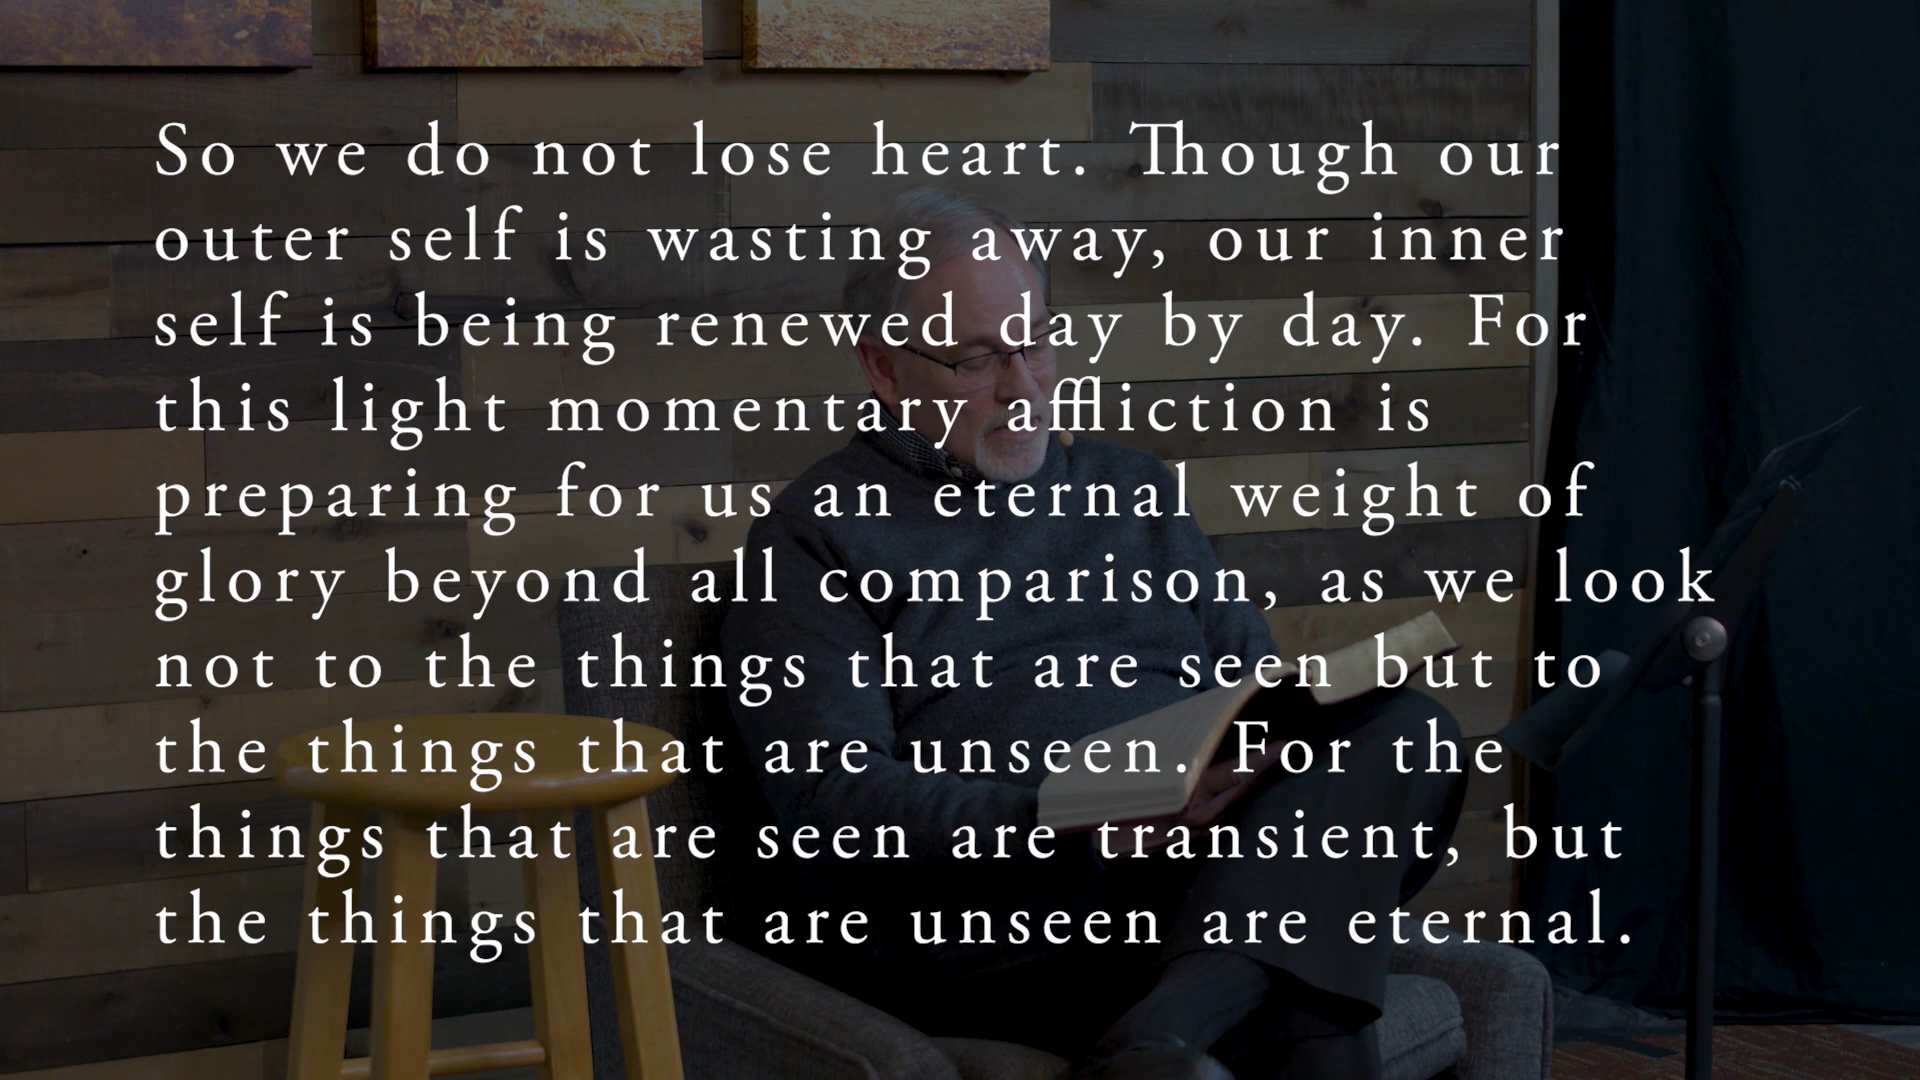 So we do not lose heart. Though our
outer self is wasting away, our inner
self is being renewed day by day. For
this light momentary affliction is
preparing for us an eternal weight of
glory beyond all comparison, as we look
not to the things that are seen but to
the things that are unseen. For the
things that are seen are transient, but
the things that are unseen are eternal.